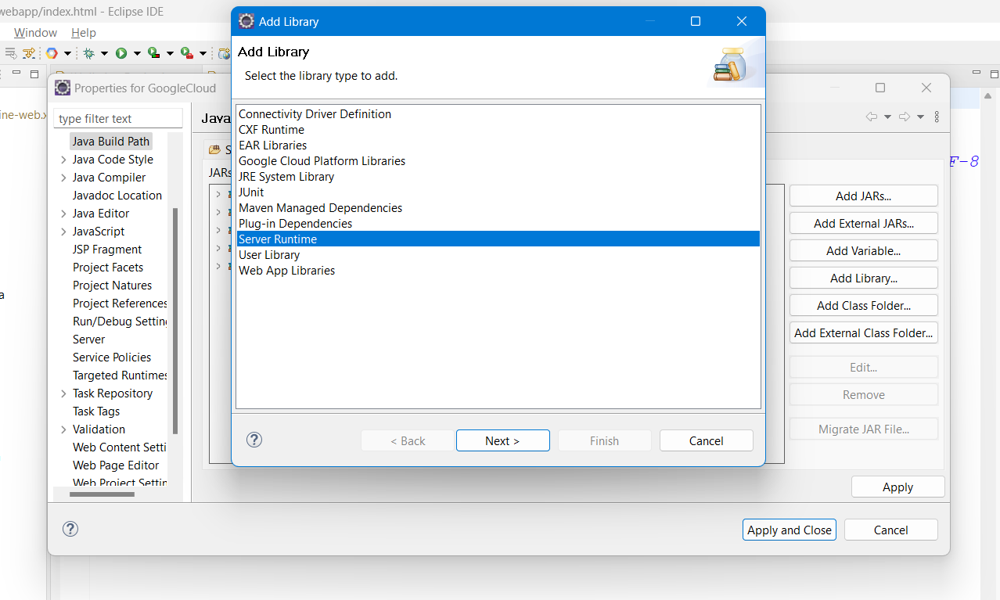 webapp/index.html - Eclipse IDE
Window Help
Add Library
Add Library
Select the library type to add.
Connectivity Driver Definition
CXF Runtime
EAR Libraries
Google Cloud Platform Libraries
JRE System Library
JUnit
Maven Managed Dependencies
Plug-in Dependencies
Server Runtime
User Library
Web App Libraries
< Back
Next >
Finish
Cancel
Properties for GoogleCloud
type filter text
Java Build Path
Java Code Style
Java Compiler
Javadoc Location
Java Editor
JavaScript
JSP Fragment
Project Facets
Project Natures
Project References
Run/Debug Setting
Server
Service Policies
Targeted Runtimes
Task Repository
Task Tags
Validation
Web Content Setti
Web Page Editor
Web Project Settin
Java
S
JARs
Add JARs...
Add External JARs...
Add Variable...
Add Library...
Add Class Folder...
Add External Class Folder...
Edit...
Remove
Migrate JAR File...
Apply
Apply and Close
Cancel
ine-web.x
a
F-8